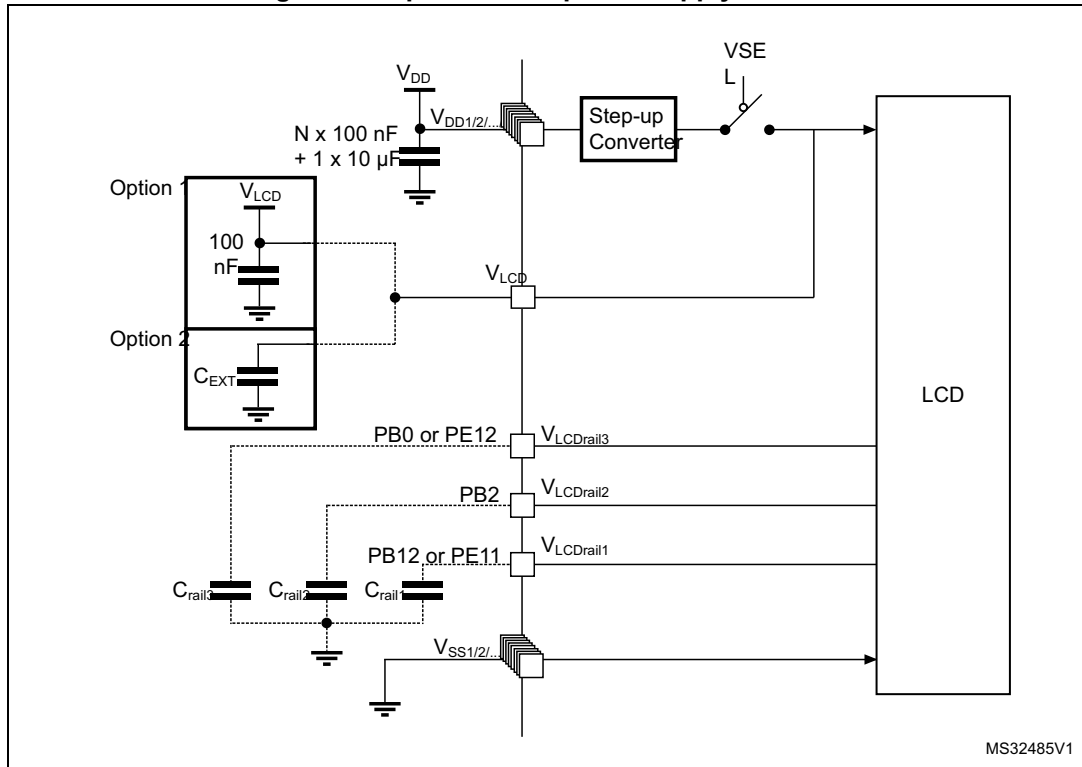 VSE
L
VDD
VDD1/2/...
Step-up
Converter
N x 100 nF
+ 1 x 10 µF
Option 1
VLCD
100
nF
VLCD
Option 2
CEXT
LCD
PB0 or PE12
VLCDrail3
PB2
VLCDrail2
PB12 or PE11
VLCDrail1
Crail3
Crail2
Crail1
VSS1/2/...
MS32485V1